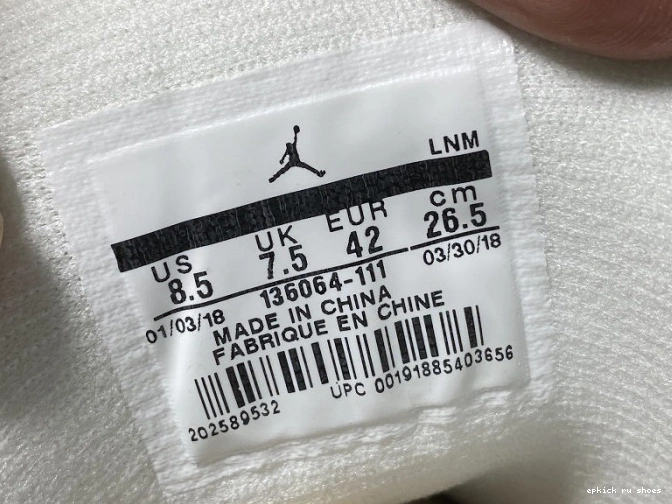 LNM
US UK EUR cm
8.5 7.5 42 26.5
01/03/18 136064-111 03/30/18
MADE IN CHINA
FABRIQUE EN CHINE
202589532 UPC 00191885403656
epkick ru shoes